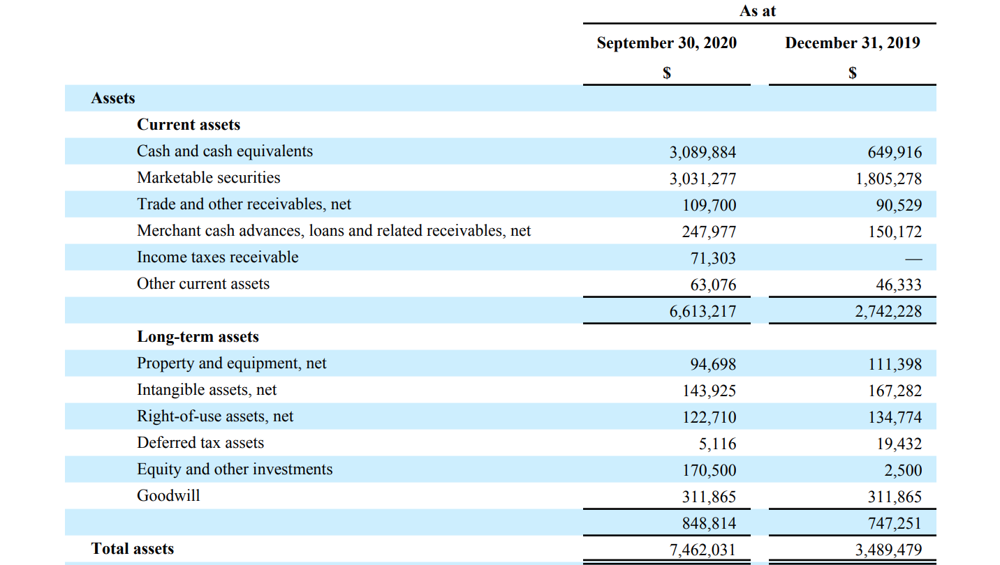 As at
September 30, 2020 December 31, 2019
$ $
Assets
Current assets
Cash and cash equivalents 3,089,884 649,916
Marketable securities 3,031,277 1,805,278
Trade and other receivables, net 109,700 90,529
Merchant cash advances, loans and related receivables, net 247,977 150,172
Income taxes receivable 71,303 —
Other current assets 63,076 46,333
6,613,217 2,742,228
Long-term assets
Property and equipment, net 94,698 111,398
Intangible assets, net 143,925 167,282
Right-of-use assets, net 122,710 134,774
Deferred tax assets 5,116 19,432
Equity and other investments 170,500 2,500
Goodwill 311,865 311,865
848,814 747,251
Total assets 7,462,031 3,489,479